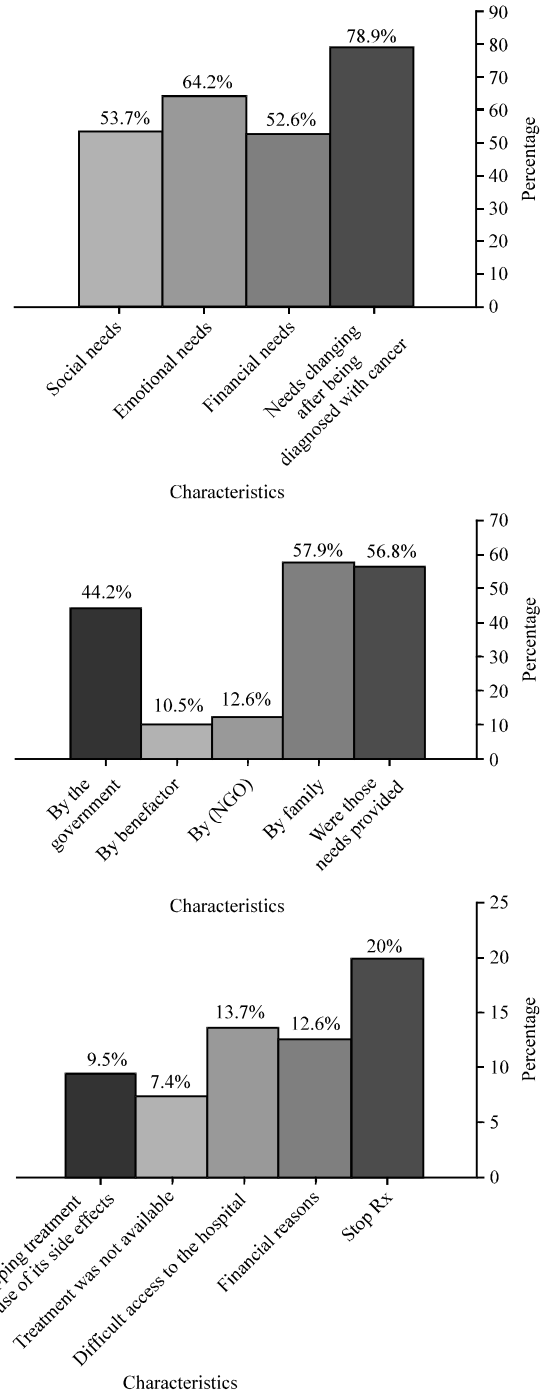 90
80
70
60
50
40
30
20
10
0
Percentage
53.7%
64.2%
52.6%
78.9%
Social needs
Emotional needs
Financial needs
Needs changing
after being
diagnosed with cancer
Characteristics
70
60
50
40
30
20
10
0
Percentage
44.2%
10.5%
12.6%
57.9%
56.8%
By the
government
By benefactor
By (NGO)
By family
Were those
needs provided
Characteristics
25
20
15
10
5
0
Percentage
9.5%
7.4%
13.7%
12.6%
20%
treatment
of its side effects
Treatment was not available
Difficult access to the hospital
Financial reasons
Stop Rx
Characteristics